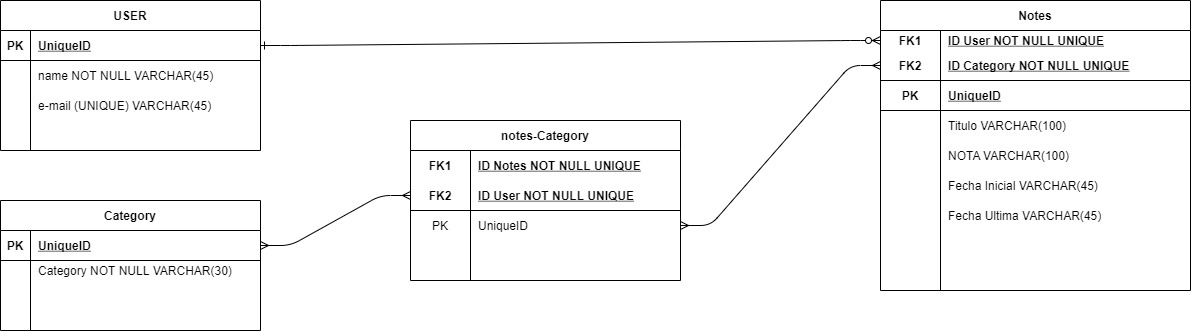 USER
PK UniqueID
name NOT NULL VARCHAR(45)
e-mail (UNIQUE) VARCHAR(45)
Category
PK UniqueID
Category NOT NULL VARCHAR(30)
notes-Category
FK1 ID Notes NOT NULL UNIQUE
FK2 ID User NOT NULL UNIQUE
PK UniqueID
Notes
FK1 ID User NOT NULL UNIQUE
FK2 ID Category NOT NULL UNIQUE
PK UniqueID
Titulo VARCHAR(100)
NOTA VARCHAR(100)
Fecha Inicial VARCHAR(45)
Fecha Ultima VARCHAR(45)